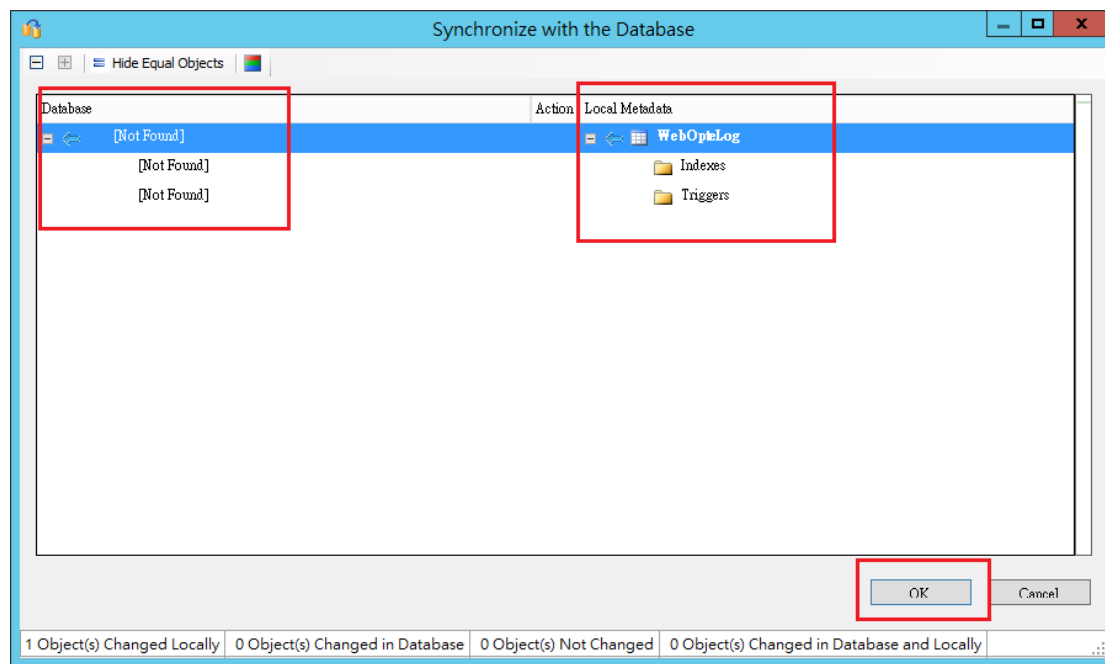 Synchronize with the Database
Hide Equal Objects
Database Action Local Metadata
[Not Found] WebOpteLog
[Not Found] Indexes
[Not Found] Triggers
OK Cancel
1 Object(s) Changed Locally 0 Object(s) Changed in Database 0 Object(s) Not Changed 0 Object(s) Changed in Database and Locally